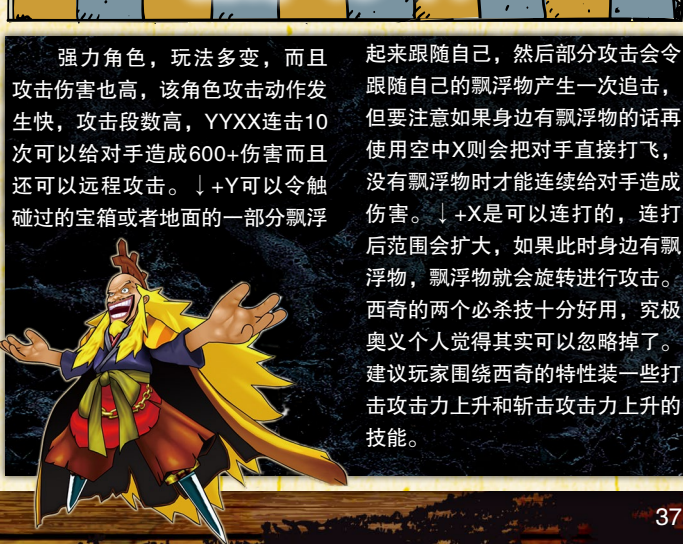 强力角色，玩法多变，而且
攻击伤害也高，该角色攻击动作发
生快，攻击段数高，YYXX连击10
次可以给对手造成600+伤害而且
还可以远程攻击。↓+Y可以令触
碰过的宝箱或者地面的一部分飘浮
起来跟随自己，然后部分攻击会令
跟随自己的飘浮物产生一次追击，
但要注意如果身边有飘浮物的话再
使用空中X则会把对手直接打飞，
没有飘浮物时才能连续给对手造成
伤害。↓+X是可以连打的，连打
后范围会扩大，如果此时身边有飘
浮物，飘浮物就会旋转进行攻击。
西奇的两个必杀技十分好用，究极
奥义个人觉得其实可以忽略掉了。
建议玩家围绕西奇的特性装一些打
击攻击力上升和斩击攻击力上升的
技能。
37